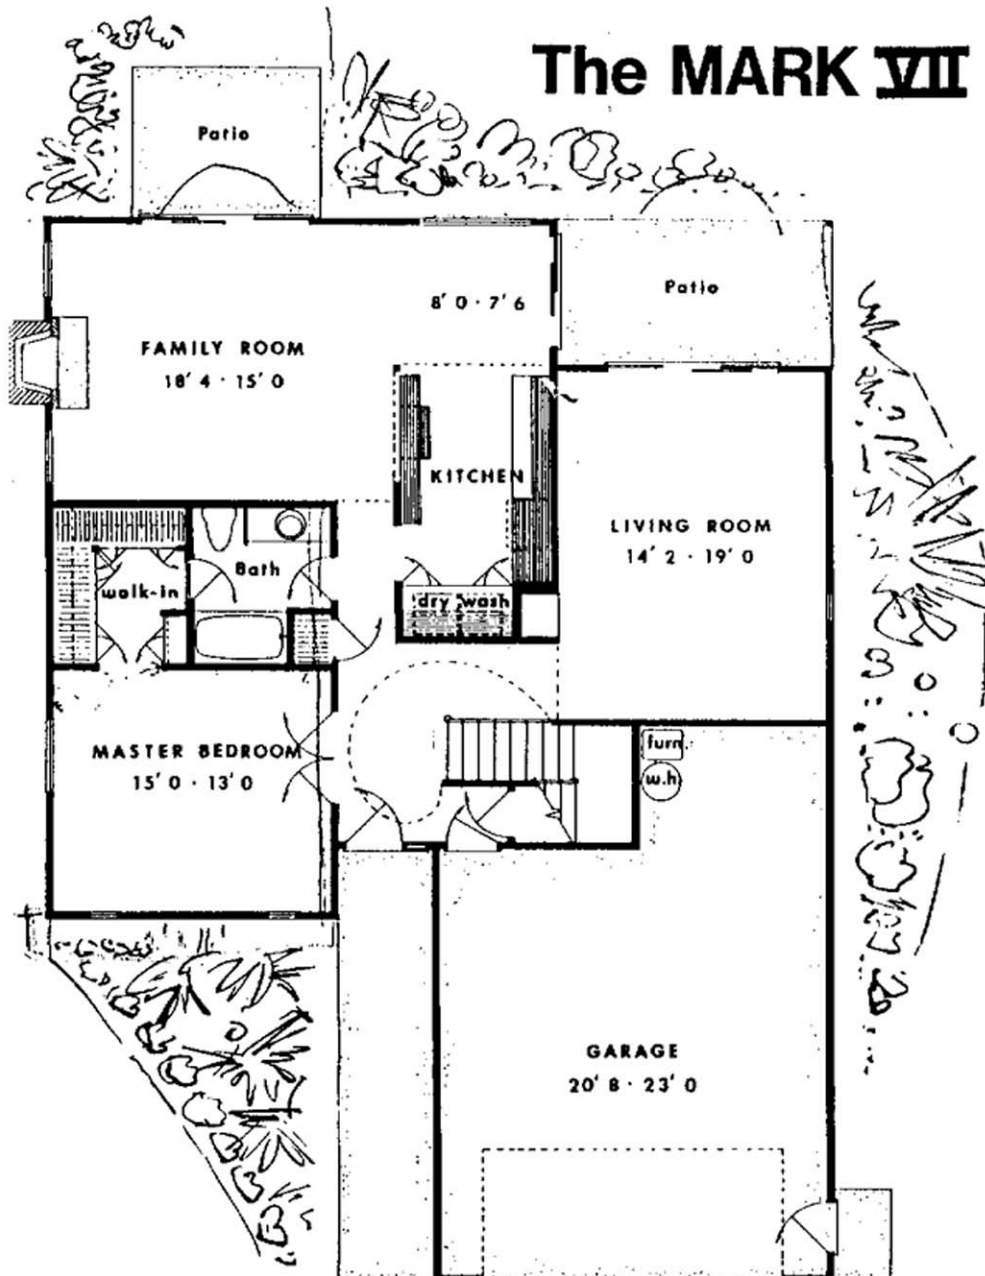 The MARK VII
Patio
Patio
8' 0 · 7' 6
FAMILY ROOM
18' 4 · 15' 0
KITCHEN
LIVING ROOM
14' 2 · 19' 0
Bath
walk-in
dry wash
MASTER BEDROOM
15' 0 · 13' 0
furn.
w.h
GARAGE
20' 8 · 23' 0